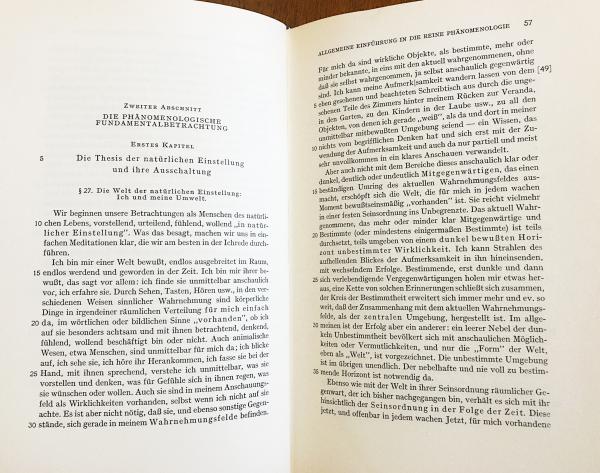 ZWEITER ABSCHNITT
DIE PHÄNOMENOLOGISCHE
FUNDAMENTALBETRACHTUNG
ERSTES KAPITEL
5 Die Thesis der natürlichen Einstellung
und ihre Ausschaltung
§ 27. Die Welt der natürlichen Einstellung:
Ich und meine Umwelt.
Wir beginnen unsere Betrachtungen als Menschen des natürli-
10 chen Lebens, vorstellend, urteilend, fühlend, wollend „in natür-
licher Einstellung". Was das besagt, machen wir uns in ein-
fachen Meditationen klar, die wir am besten in der Ichrede durch-
führen.
Ich bin mir einer Welt bewußt, endlos ausgebreitet im Raum,
15 endlos werdend und geworden in der Zeit. Ich bin mir ihrer be-
wußt, das sagt vor allem: ich finde sie unmittelbar anschaulich
vor, ich erfahre sie. Durch Sehen, Tasten, Hören usw., in den ver-
schiedenen Weisen sinnlicher Wahrnehmung sind körperliche
Dinge in irgendeiner räumlichen Verteilung für mich einfach
20 da, im wörtlichen oder bildlichen Sinne „vorhanden", ob ich
auf sie besonders achtsam und mit ihnen betrachtend, denkend,
fühlend, wollend beschäftigt bin oder nicht. Auch animalische
Wesen, etwa Menschen, sind unmittelbar für mich da; ich blicke
auf, ich sehe sie, ich höre ihr Herankommen, ich fasse sie bei der
25 Hand, mit ihnen sprechend, verstehe ich unmittelbar, was sie
vorstellen und denken, was für Gefühle sich in ihnen regen, was
sie wünschen oder wollen. Auch sie sind in meinem Anschauungs-
feld als Wirklichkeiten vorhanden, selbst wenn ich nicht auf sie
achte. Es ist aber nicht nötig, daß sie, und ebenso sonstige Gegen-
30 stände, sich gerade in meinem Wahrnehmungsfelde befinden.
ALLGEMEINE EINFÜHRUNG IN DIE REINE PHÄNOMENOLOGIE 57
Für mich da sind wirkliche Objekte, als bestimmte, mehr oder
minder bekannte, in eins mit den aktuell wahrgenommenen, ohne
daß sie selbst wahrgenommen, ja selbst anschaulich gegenwärtig
sind. Ich kann meine Aufmerk|samkeit wandern lassen von dem [49]
5 eben gesehenen und beachteten Schreibtisch aus durch die unge-
sehenen Teile des Zimmers hinter meinem Rücken zur Veranda,
in den Garten, zu den Kindern in der Laube usw., zu all den
Objekten, von denen ich gerade „weiß", als da und dort in meiner
unmittelbar mitbewußten Umgebung seiend — ein Wissen, das
10 nichts vom begrifflichen Denken hat und sich erst mit der Zu-
wendung der Aufmerksamkeit und auch da nur partiell und meist
sehr unvollkommen in ein klares Anschauen verwandelt.
Aber auch nicht mit dem Bereiche dieses anschaulich klar oder
dunkel, deutlich oder undeutlich Mitgegenwärtigen, das einen
15 beständigen Umring des aktuellen Wahrnehmungsfeldes aus-
macht, erschöpft sich die Welt, die für mich in jedem wachen
Moment bewußtseinsmäßig „vorhanden" ist. Sie reicht vielmehr
in einer festen Seinsordnung ins Unbegrenzte. Das aktuell Wahr-
genommene, das mehr oder minder klar Mitgegenwärtige und
20 Bestimmte (oder mindestens einigermaßen Bestimmte) ist teils
durchsetzt, teils umgeben von einem dunkel bewußten Hori-
zont unbestimmter Wirklichkeit. Ich kann Strahlen des
aufhellenden Blickes der Aufmerksamkeit in ihn hineinsenden,
mit wechselndem Erfolge. Bestimmende, erst dunkle und dann
25 sich verlebendigende Vergegenwärtigungen holen mir etwas her-
aus, eine Kette von solchen Erinnerungen schließt sich zusammen,
der Kreis der Bestimmtheit erweitert sich immer mehr und ev. so
weit, daß der Zusammenhang mit dem aktuellen Wahrnehmungs-
felde, als der zentralen Umgebung, hergestellt ist. Im allge-
30 meinen ist der Erfolg aber ein anderer: ein leerer Nebel der dun-
keln Unbestimmtheit bevölkert sich mit anschaulichen Möglich-
keiten oder Vermutlichkeiten, und nur die „Form" der Welt,
eben als „Welt", ist vorgezeichnet. Die unbestimmte Umgebung
ist im übrigen unendlich. Der nebelhafte und nie voll zu bestim-
35 mende Horizont ist notwendig da.
Ebenso wie mit der Welt in ihrer Seinsordnung räumlicher Ge-
genwart, der ich bisher nachgegangen bin, verhält es sich mit ihr
hinsichtlich der Seinsordnung in der Folge der Zeit. Diese
jetzt, und offenbar in jedem wachen Jetzt, für mich vorhandene